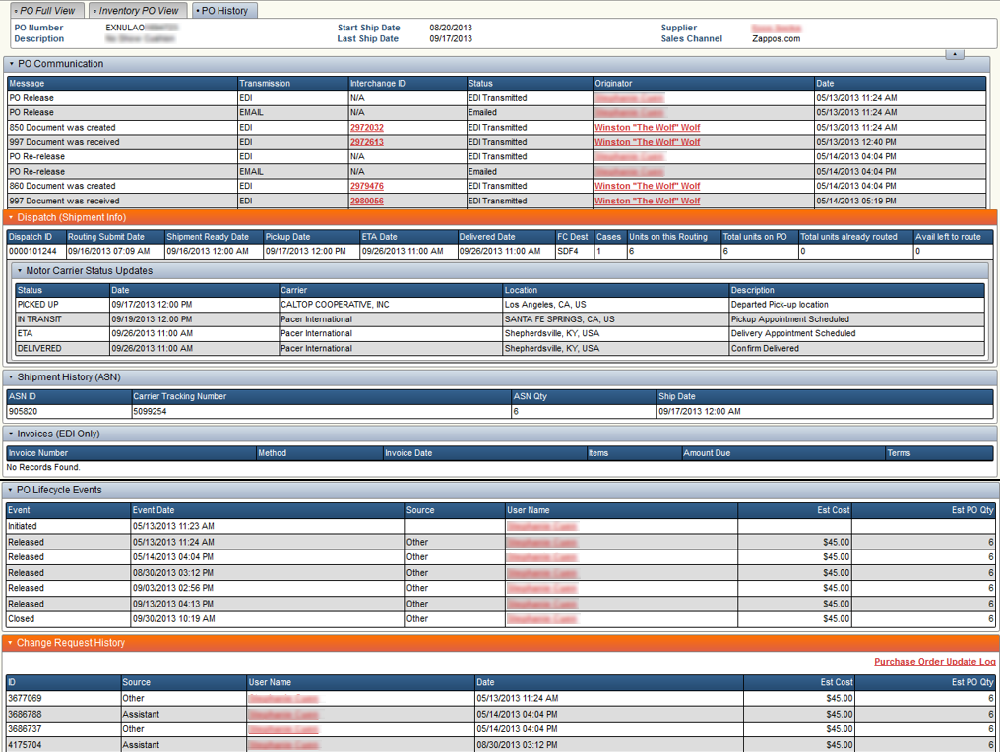 PO Full View Inventory PO View PO History
PO Number EXNULAO Start Ship Date 08/20/2013 Supplier
Description Last Ship Date 09/17/2013 Sales Channel Zappos.com
PO Communication
Message Transmission Interchange ID Status Originator Date
PO Release EDI N/A EDI Transmitted 05/13/2013 11:24 AM
PO Release EMAIL N/A Emailed 05/13/2013 11:24 AM
850 Document was created EDI 2972032 EDI Transmitted Winston "The Wolf" Wolf 05/13/2013 11:24 AM
997 Document was received EDI 2972613 EDI Transmitted Winston "The Wolf" Wolf 05/13/2013 12:40 PM
PO Re-release EDI N/A EDI Transmitted 05/14/2013 04:04 PM
PO Re-release EMAIL N/A Emailed 05/14/2013 04:04 PM
860 Document was created EDI 2979476 EDI Transmitted Winston "The Wolf" Wolf 05/14/2013 04:04 PM
997 Document was received EDI 2980056 EDI Transmitted Winston "The Wolf" Wolf 05/14/2013 05:19 PM
Dispatch (Shipment Info)
Dispatch ID Routing Submit Date Shipment Ready Date Pickup Date ETA Date Delivered Date FC Dest Cases Units on this Routing Total units on PO Total units already routed Avail left to route
0000101244 09/16/2013 07:09 AM 09/16/2013 12:00 AM 09/17/2013 12:00 PM 09/26/2013 11:00 AM 09/26/2013 11:00 AM SDF4 1 6 6 0 0
Motor Carrier Status Updates
Status Date Carrier Location Description
PICKED UP 09/17/2013 12:00 PM CALTOP COOPERATIVE, INC Los Angeles, CA, US Departed Pick-up location
IN TRANSIT 09/19/2013 12:00 PM Pacer International SANTA FE SPRINGS, CA, US Pickup Appointment Scheduled
ETA 09/26/2013 11:00 AM Pacer International Shepherdsville, KY, USA Delivery Appointment Scheduled
DELIVERED 09/26/2013 11:00 AM Pacer International Shepherdsville, KY, USA Confirm Delivered
Shipment History (ASN)
ASN ID Carrier Tracking Number ASN Qty Ship Date
905820 5099254 6 09/17/2013 12:00 AM
Invoices (EDI Only)
Invoice Number Method Invoice Date Items Amount Due Terms
No Records Found.
PO Lifecycle Events
Event Event Date Source User Name Est Cost Est PO Qty
Initiated 05/13/2013 11:23 AM
Released 05/13/2013 11:24 AM Other $45.00 6
Released 05/14/2013 04:04 PM Other $45.00 6
Released 08/30/2013 03:12 PM Other $45.00 6
Released 09/03/2013 02:56 PM Other $45.00 6
Released 09/13/2013 04:13 PM Other $45.00 6
Closed 09/30/2013 10:19 AM Other $45.00 6
Change Request History
Purchase Order Update Log
ID Source User Name Date Est Cost Est PO Qty
3677069 Other 05/13/2013 11:24 AM $45.00 6
3686788 Assistant 05/14/2013 04:04 PM $45.00 6
3686737 Other 05/14/2013 04:04 PM $45.00 6
4175704 Assistant 08/30/2013 03:12 PM $45.00 6